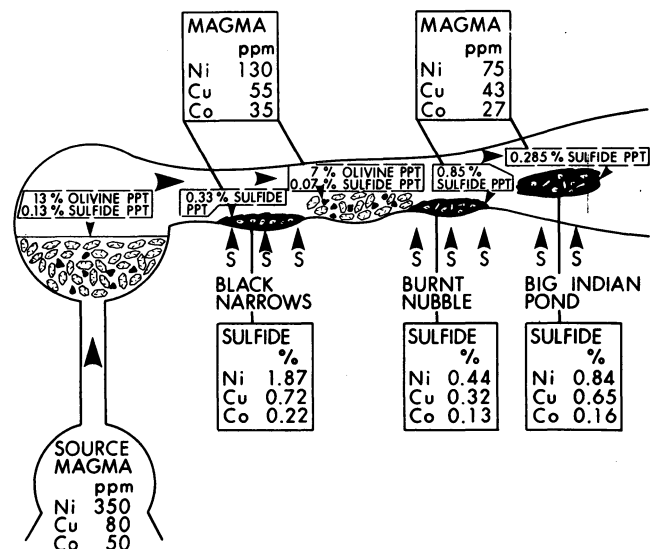 MAGMA
ppm
Ni 130
Cu 55
Co 35
MAGMA
ppm
Ni 75
Cu 43
Co 27
13 % OLIVINE PPT
0.13 % SULFIDE PPT
0.33 % SULFIDE
PPT
7 % OLIVINE PPT
0.07 % SULFIDE PPT
0.85 %
SULFIDE PPT
0.285 % SULFIDE PPT
S S S
S S S
S S
BLACK
NARROWS
BURNT
NUBBLE
BIG INDIAN
POND
SULFIDE
%
Ni 1.87
Cu 0.72
Co 0.22
SULFIDE
%
Ni 0.44
Cu 0.32
Co 0.13
SULFIDE
%
Ni 0.84
Cu 0.65
Co 0.16
SOURCE
MAGMA
ppm
Ni 350
Cu 80
Co 50